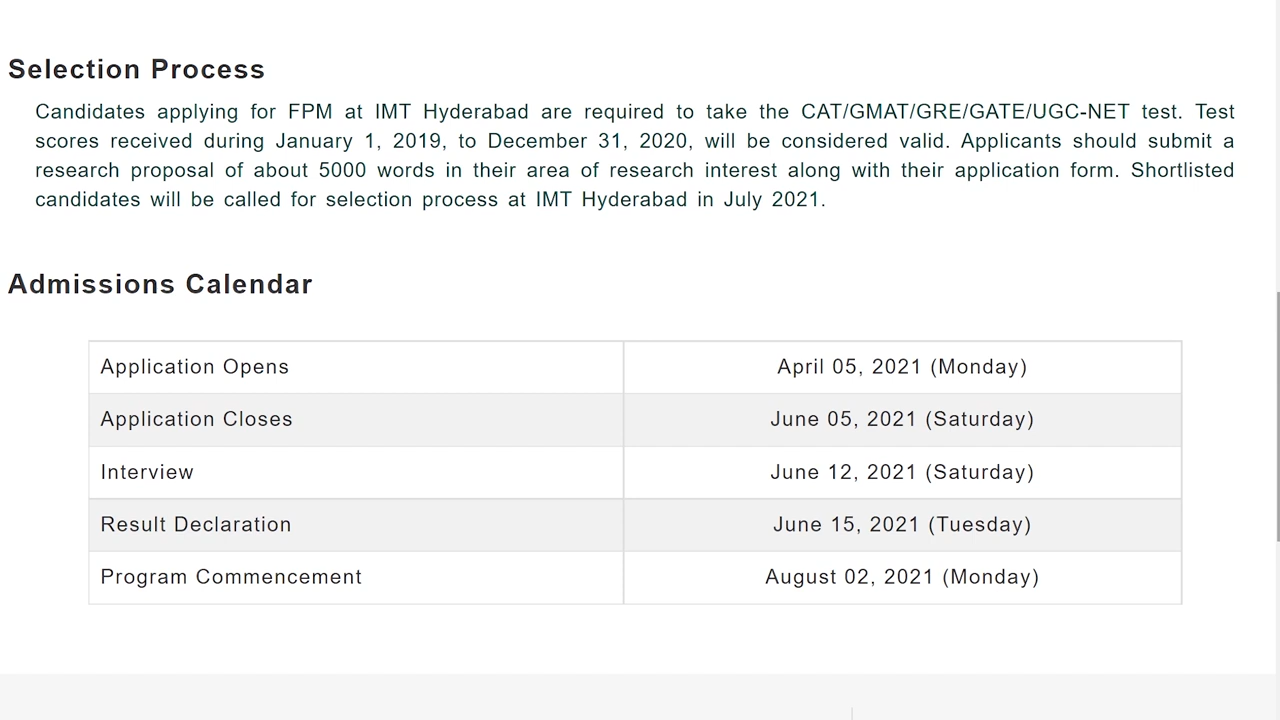 Selection Process
Candidates applying for FPM at IMT Hyderabad are required to take the CAT/GMAT/GRE/GATE/UGC-NET test. Test
scores received during January 1, 2019, to December 31, 2020, will be considered valid. Applicants should submit a
research proposal of about 5000 words in their area of research interest along with their application form. Shortlisted
candidates will be called for selection process at IMT Hyderabad in July 2021.
Admissions Calendar
Application Opens April 05, 2021 (Monday)
Application Closes June 05, 2021 (Saturday)
Interview June 12, 2021 (Saturday)
Result Declaration June 15, 2021 (Tuesday)
Program Commencement August 02, 2021 (Monday)